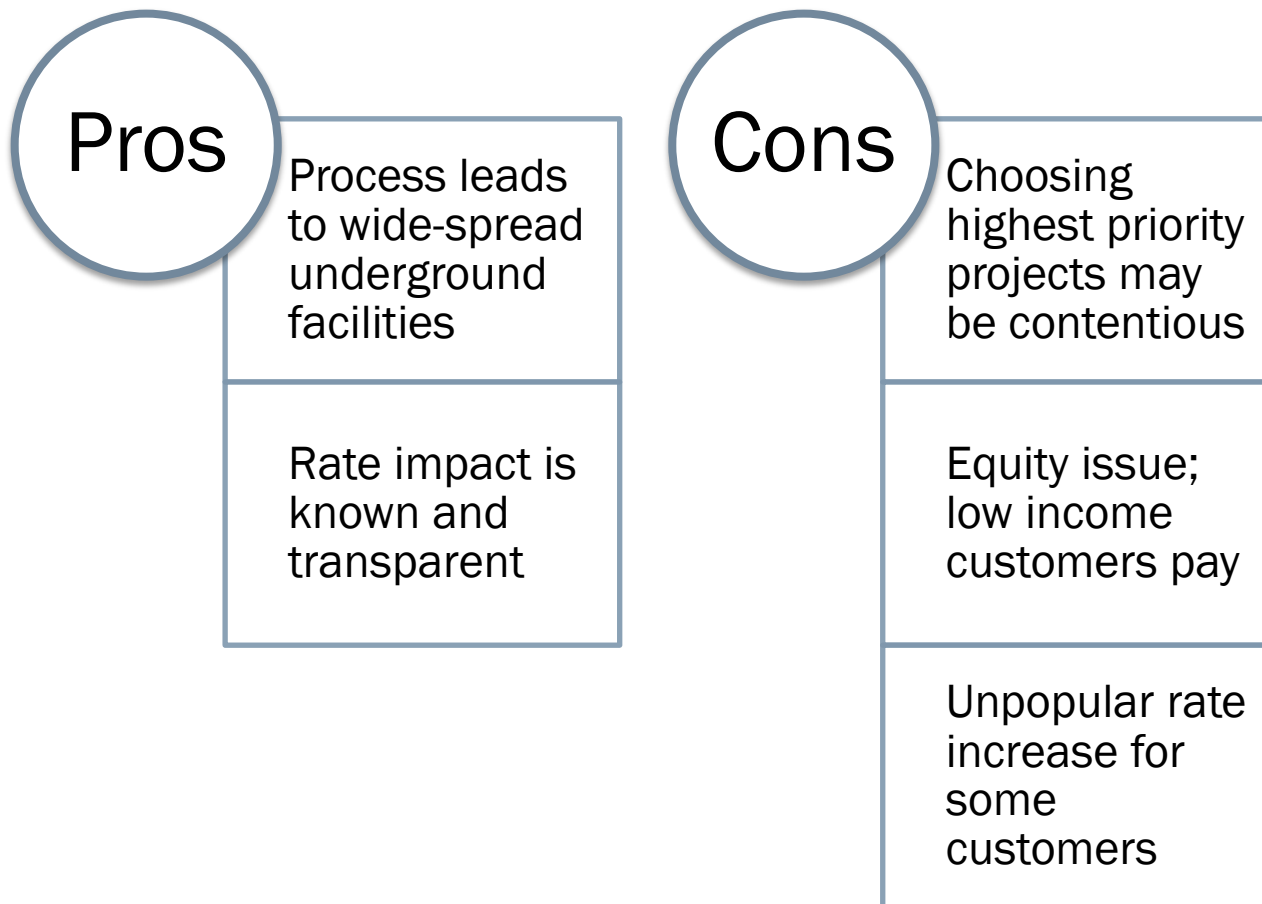 Pros
Process leads
to wide-spread
underground
facilities
Rate impact is
known and
transparent
Cons
Choosing
highest priority
projects may
be contentious
Equity issue;
low income
customers pay
Unpopular rate
increase for
some
customers